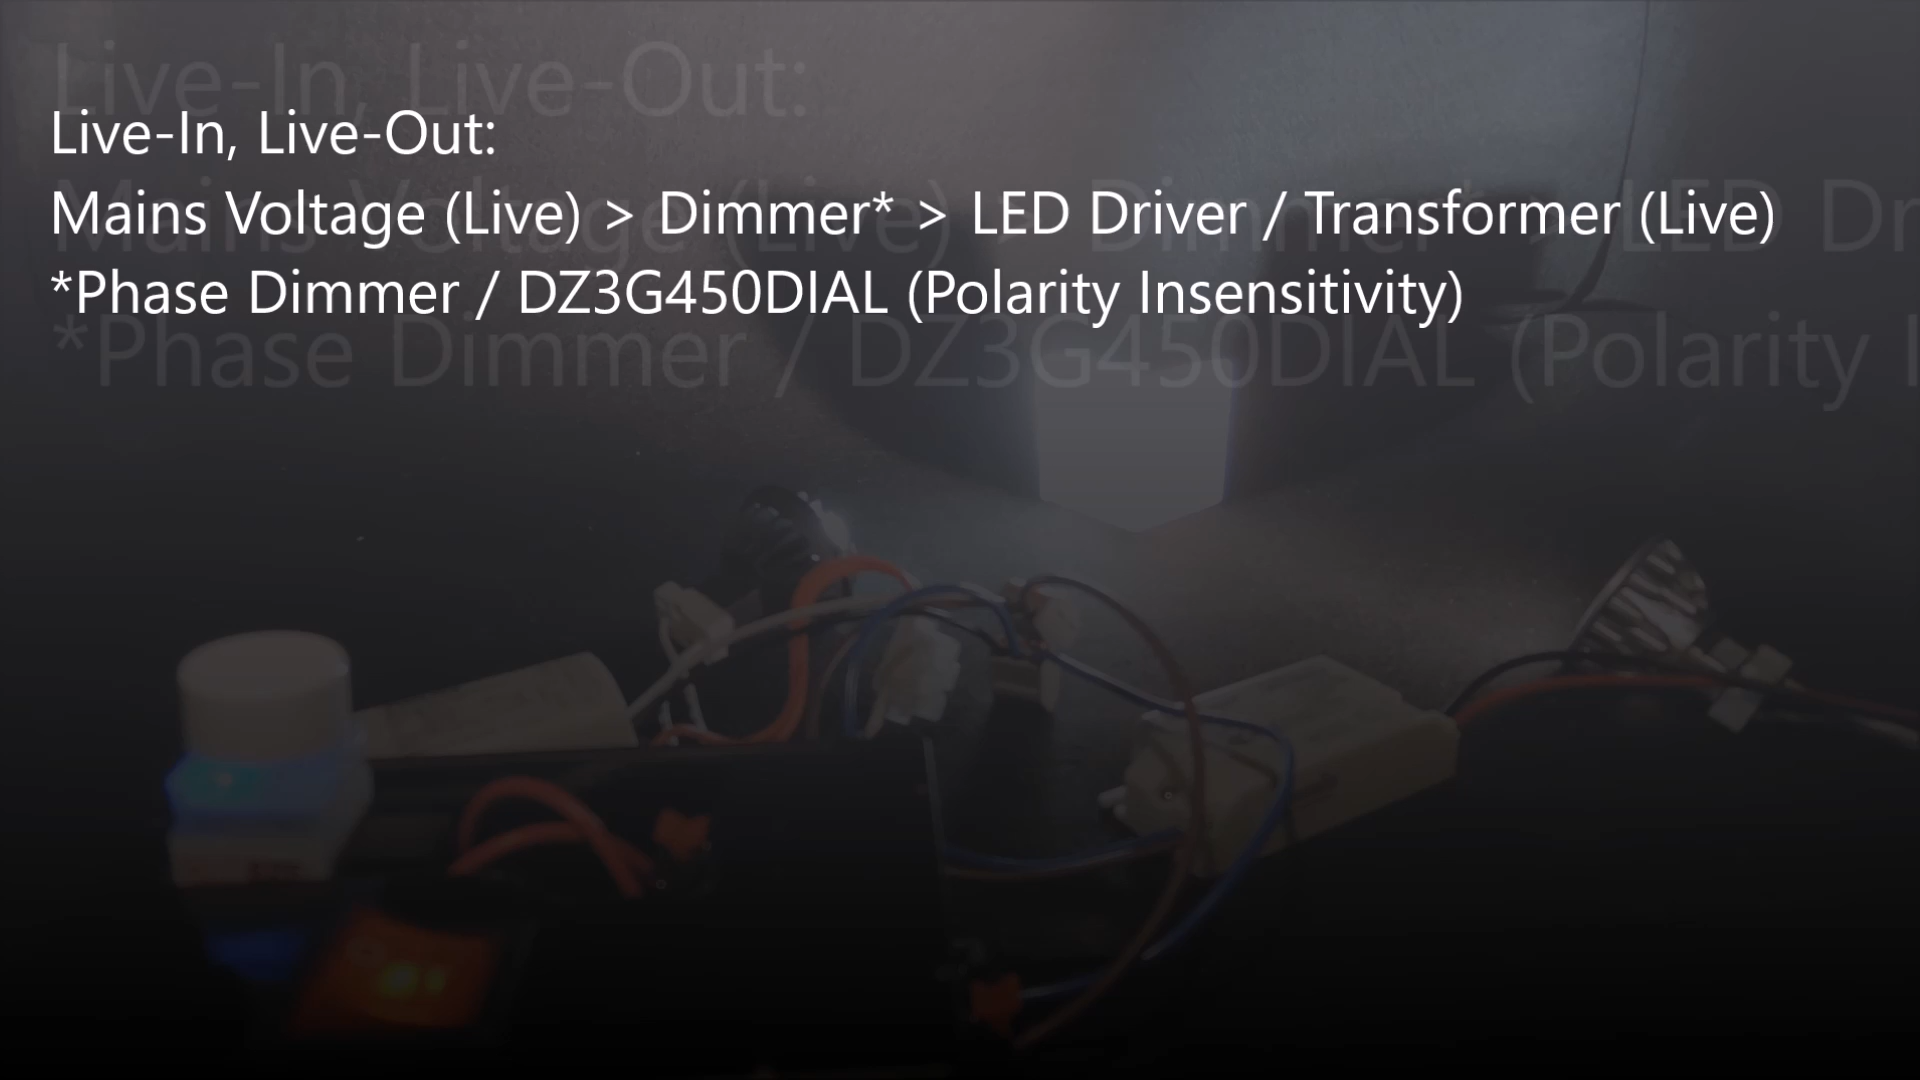 Live-In, Live-Out:
Mains Voltage (Live) > Dimmer* > LED Driver / Transformer (Live)
*Phase Dimmer / DZ3G450DIAL (Polarity Insensitivity)